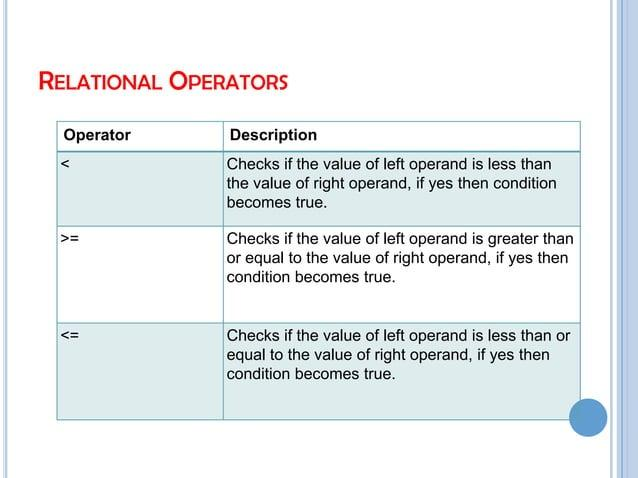 RELATIONAL OPERATORS
Operator Description
< Checks if the value of left operand is less than
the value of right operand, if yes then condition
becomes true.
>= Checks if the value of left operand is greater than
or equal to the value of right operand, if yes then
condition becomes true.
<= Checks if the value of left operand is less than or
equal to the value of right operand, if yes then
condition becomes true.